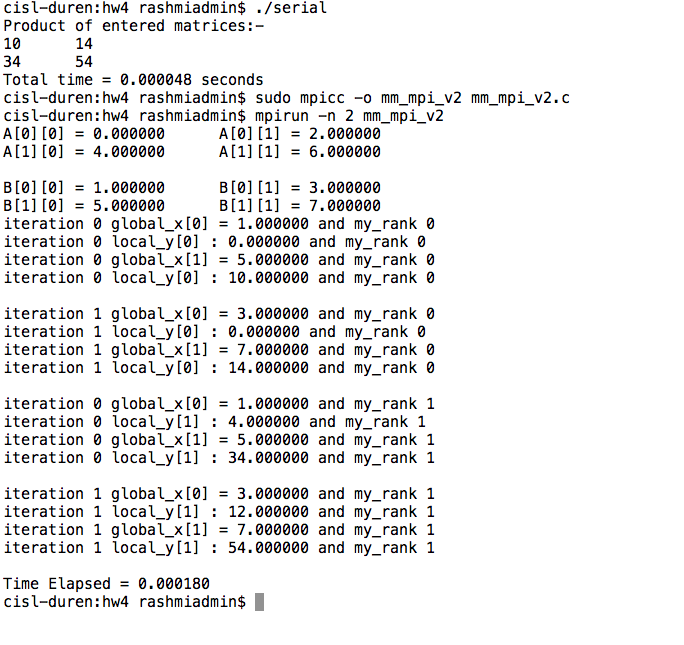 cisl-duren:hw4 rashmiadmin$ ./serial
Product of entered matrices:-
10      14
34      54
Total time = 0.000048 seconds
cisl-duren:hw4 rashmiadmin$ sudo mpicc -o mm_mpi_v2 mm_mpi_v2.c
cisl-duren:hw4 rashmiadmin$ mpirun -n 2 mm_mpi_v2
A[0][0] = 0.000000      A[0][1] = 2.000000
A[1][0] = 4.000000      A[1][1] = 6.000000

B[0][0] = 1.000000      B[0][1] = 3.000000
B[1][0] = 5.000000      B[1][1] = 7.000000
iteration 0 global_x[0] = 1.000000 and my_rank 0
iteration 0 local_y[0] : 0.000000 and my_rank 0
iteration 0 global_x[1] = 5.000000 and my_rank 0
iteration 0 local_y[0] : 10.000000 and my_rank 0

iteration 1 global_x[0] = 3.000000 and my_rank 0
iteration 1 local_y[0] : 0.000000 and my_rank 0
iteration 1 global_x[1] = 7.000000 and my_rank 0
iteration 1 local_y[0] : 14.000000 and my_rank 0

iteration 0 global_x[0] = 1.000000 and my_rank 1
iteration 0 local_y[1] : 4.000000 and my_rank 1
iteration 0 global_x[1] = 5.000000 and my_rank 1
iteration 0 local_y[1] : 34.000000 and my_rank 1

iteration 1 global_x[0] = 3.000000 and my_rank 1
iteration 1 local_y[1] : 12.000000 and my_rank 1
iteration 1 global_x[1] = 7.000000 and my_rank 1
iteration 1 local_y[1] : 54.000000 and my_rank 1

Time Elapsed = 0.000180
cisl-duren:hw4 rashmiadmin$